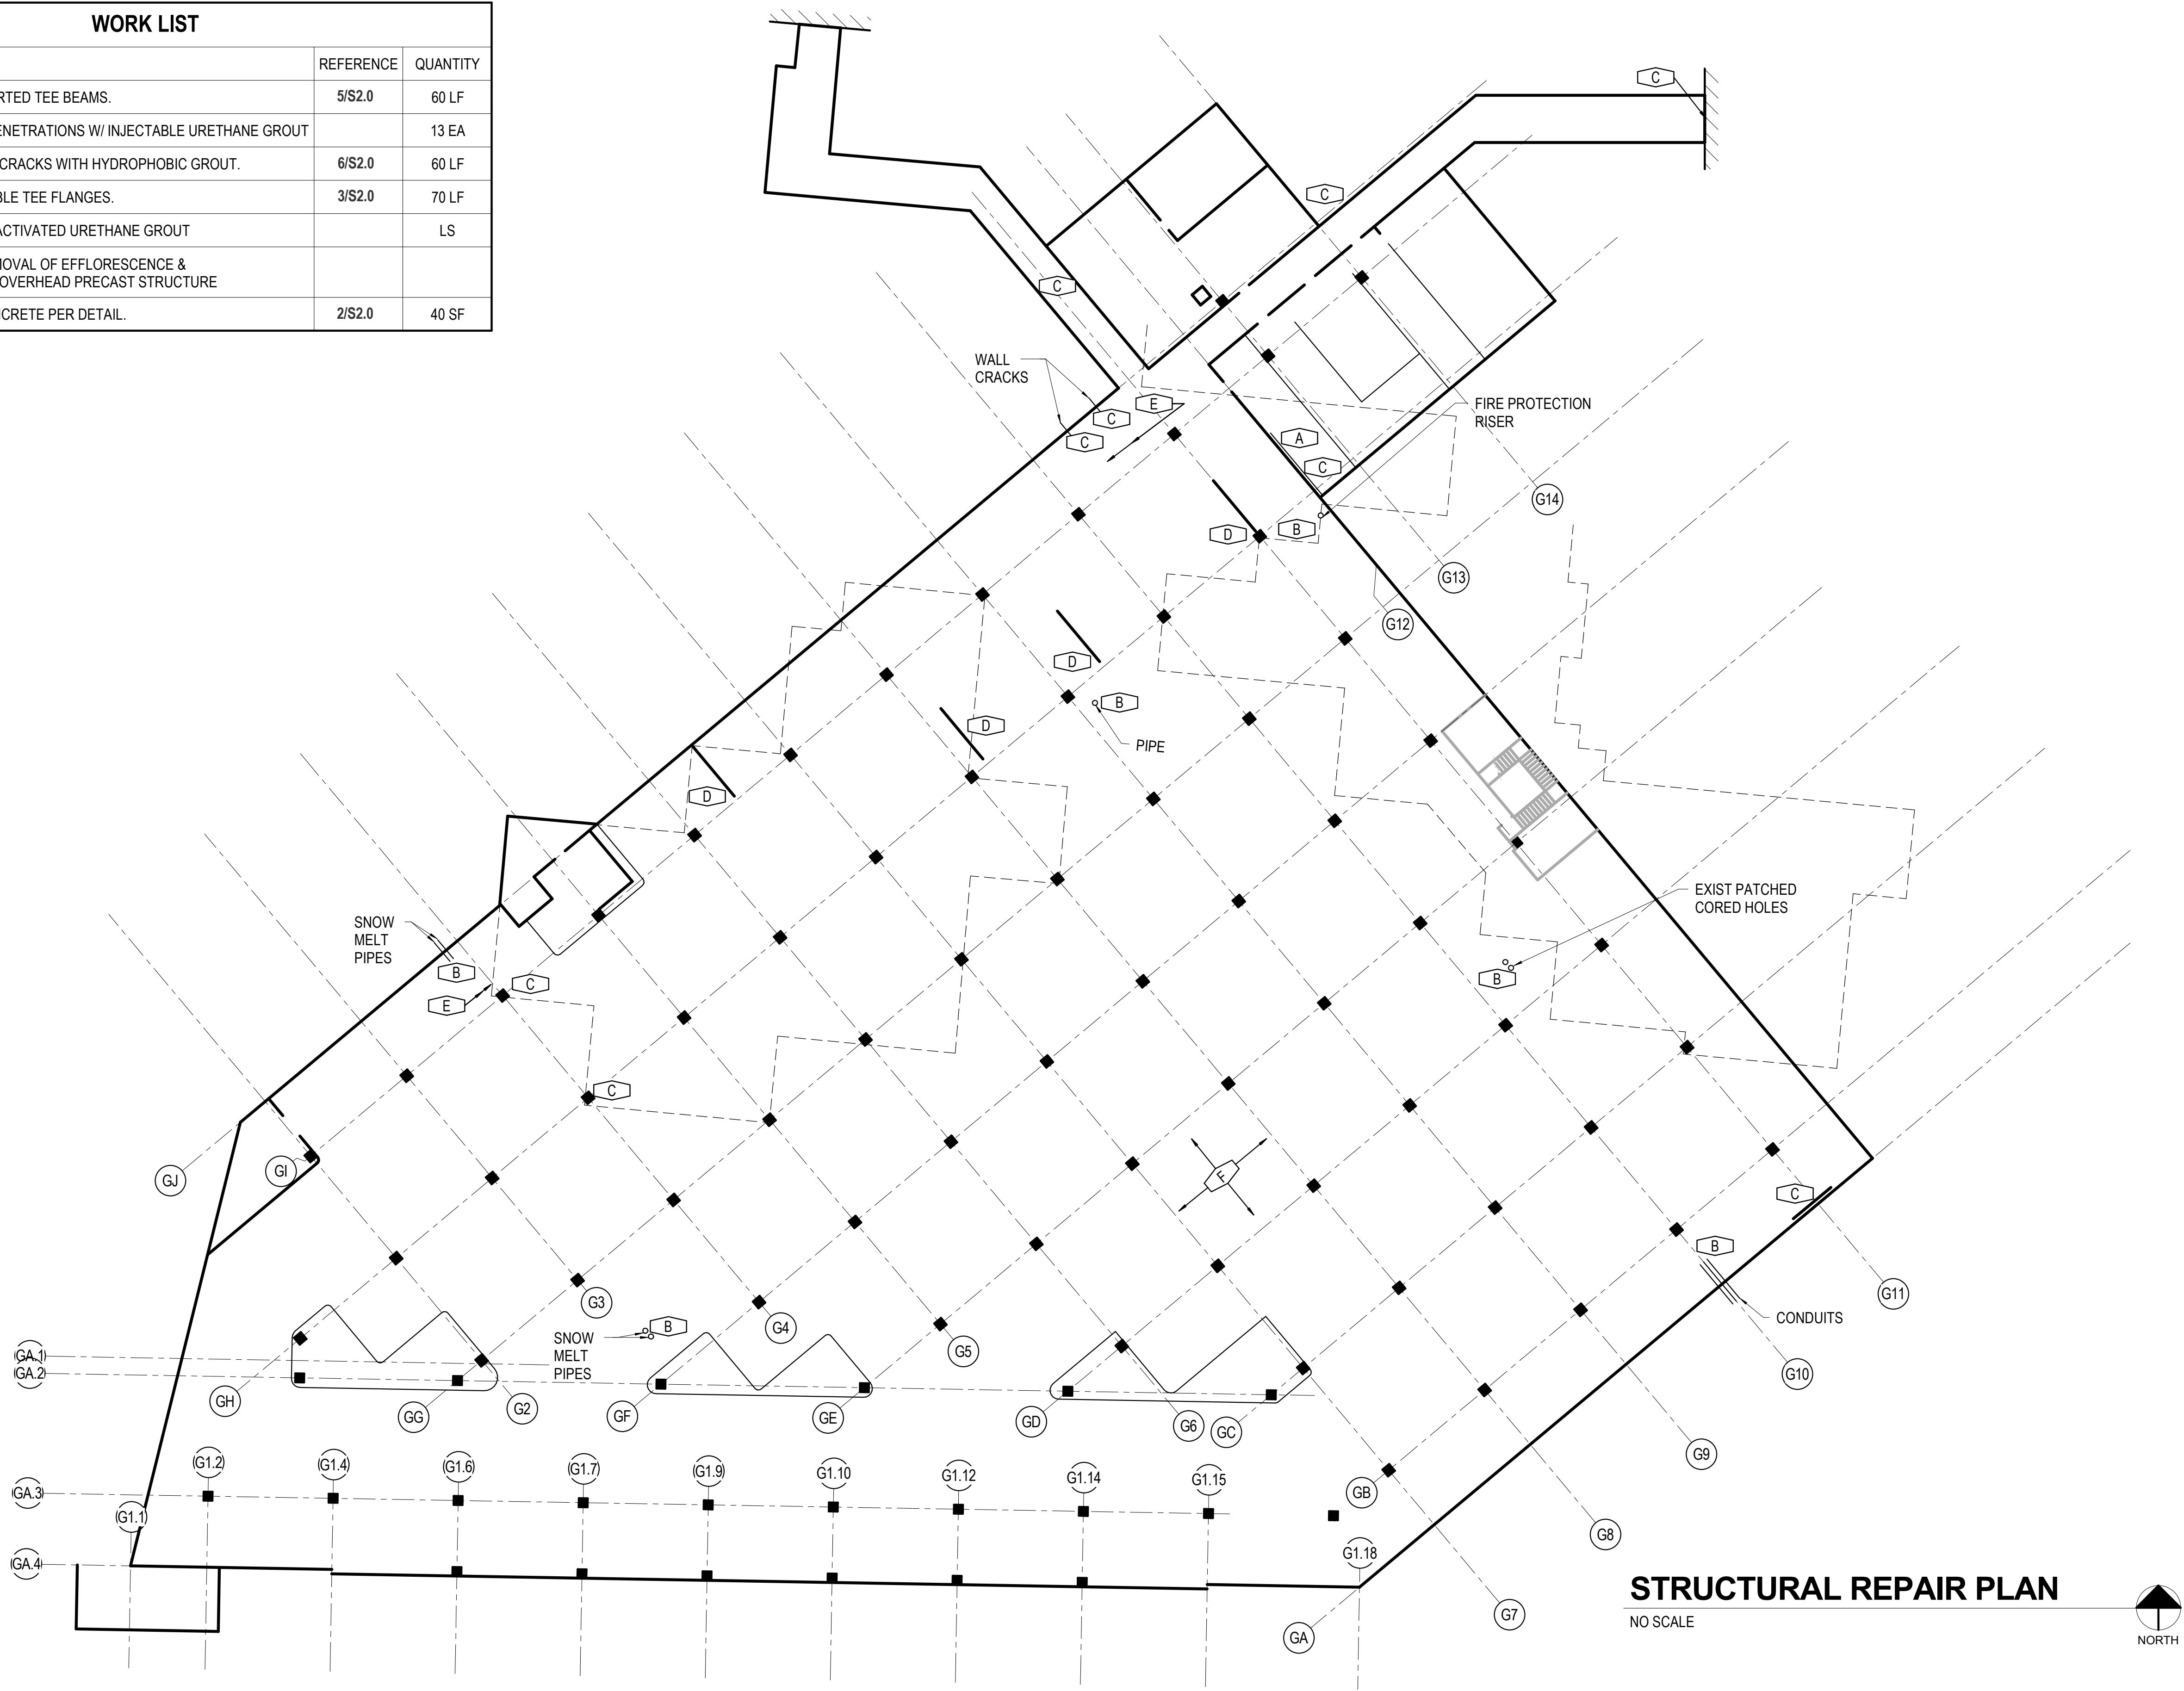 WORK LIST
REFERENCE QUANTITY
RTED TEE BEAMS. 5/S2.0 60 LF
ENETRATIONS W/ INJECTABLE URETHANE GROUT 13 EA
CRACKS WITH HYDROPHOBIC GROUT. 6/S2.0 60 LF
BLE TEE FLANGES. 3/S2.0 70 LF
ACTIVATED URETHANE GROUT LS
MOVAL OF EFFLORESCENCE &
OVERHEAD PRECAST STRUCTURE
NCRETE PER DETAIL. 2/S2.0 40 SF
C
C
C
WALL
CRACKS
E
C
C
FIRE PROTECTION
RISER
A
C
G14
B
D
G13
G12
D
B
PIPE
D
D
EXIST PATCHED
CORED HOLES
SNOW
MELT
PIPES
B
C
E
B
C
GJ
GI
F
C
B
G11
CONDUITS
G3
G4
G5
SNOW
MELT
PIPES
B
GA.1
GA.2
G10
GH
GG
G2
GF
GE
GD
G6
GC
G9
G1.2
G1.4
G1.6
G1.7
G1.9
G1.10
G1.12
G1.14
G1.15
GB
GA.3
G1.1
G8
G1.18
GA.4
G7
GA
STRUCTURAL REPAIR PLAN
NO SCALE
NORTH